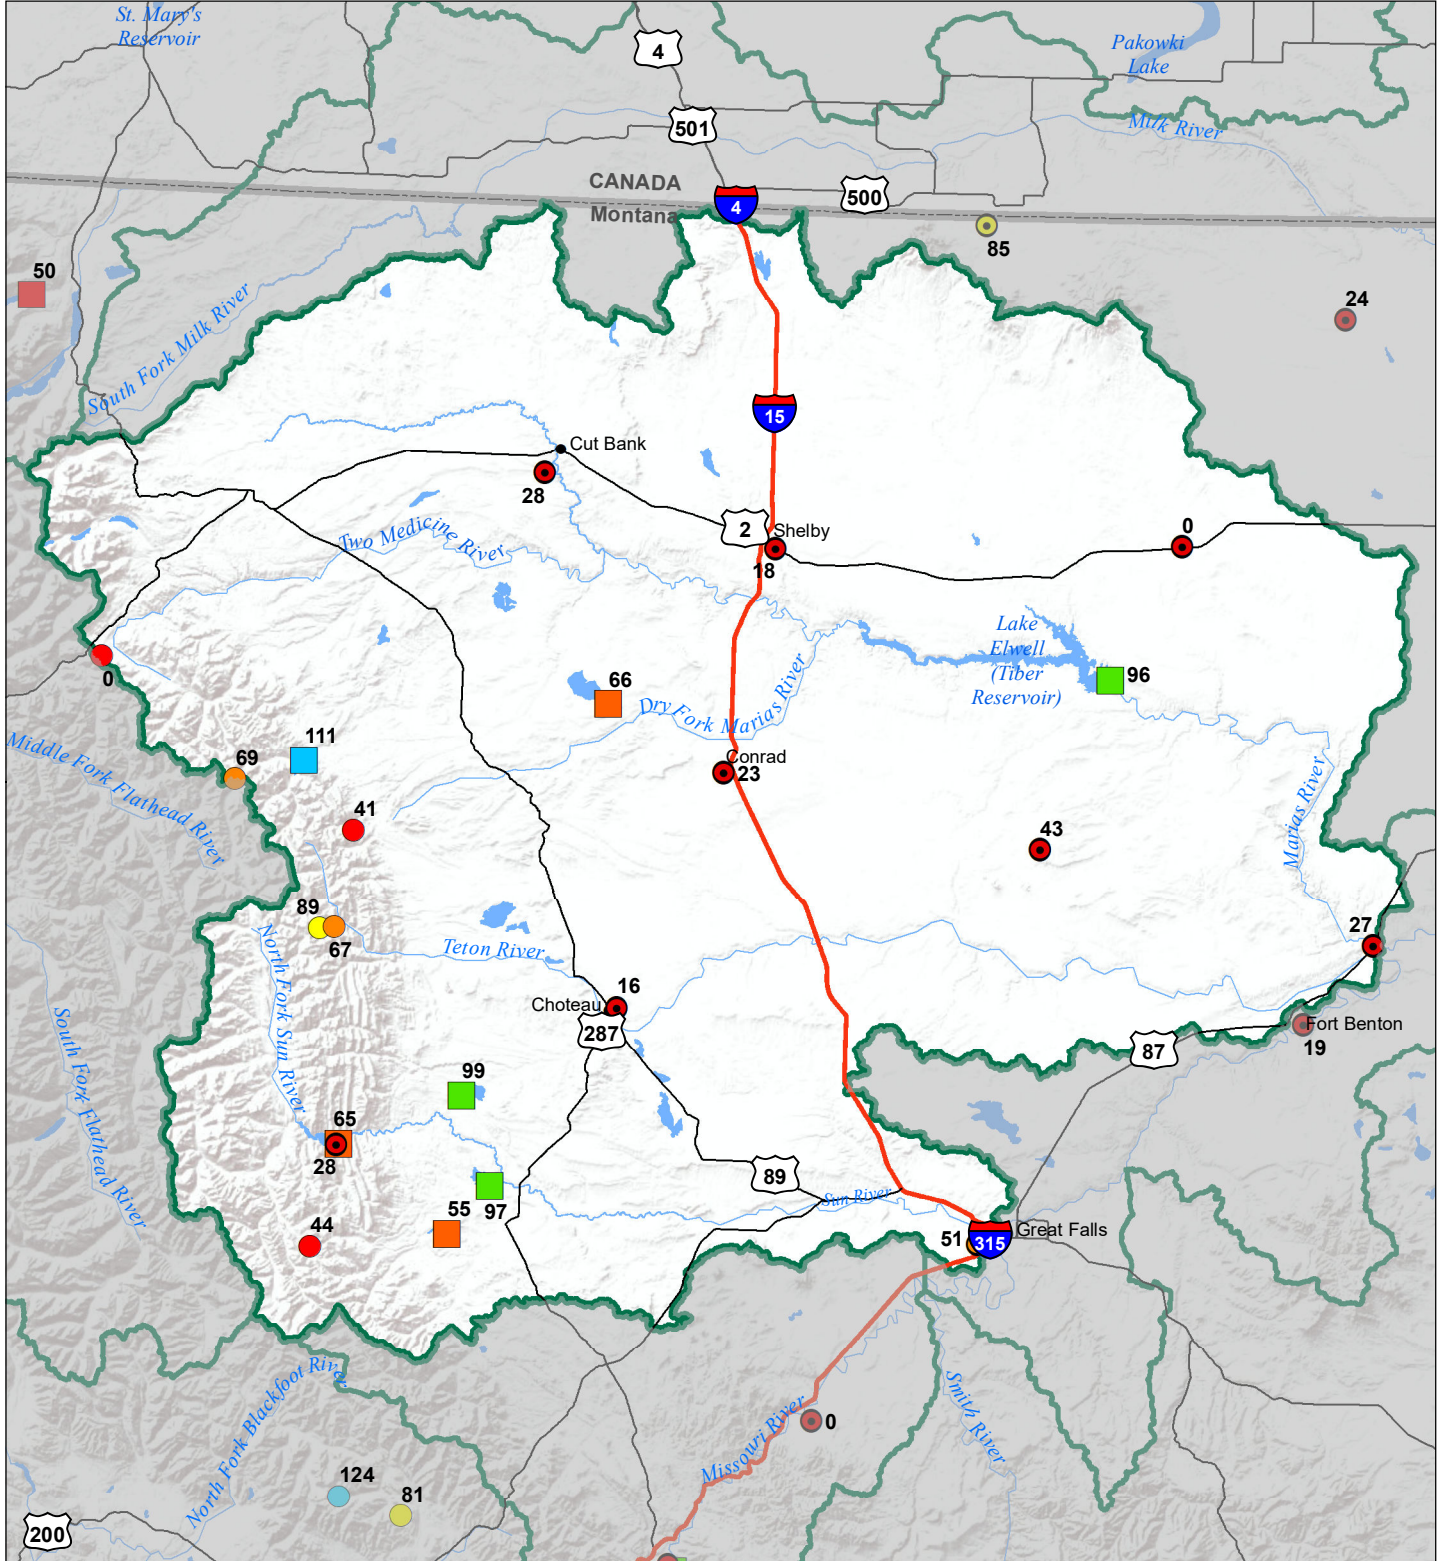 St. Mary's
Reservoir
4
Pakowki
Lake
501
Milk River
CANADA
Montana
4
500
85
50
24
South Fork Milk River
15
Cut Bank
28
2
Shelby
18
0
Two Medicine River
Lake
Elwell
(Tiber
Reservoir)
96
0
66
Dry Fork Marias River
111
69
Middle Fork Flathead River
Conrad
23
41
43
Marias River
89
67
27
North Fork Sun River
Teton River
16
Choteau
287
Fort Benton
19
87
South Fork Flathead River
99
65
28
89
97
Sun River
55
44
51
315
Great Falls
North Fork Blackfoot River
Smith River
Missouri River
0
124
81
200